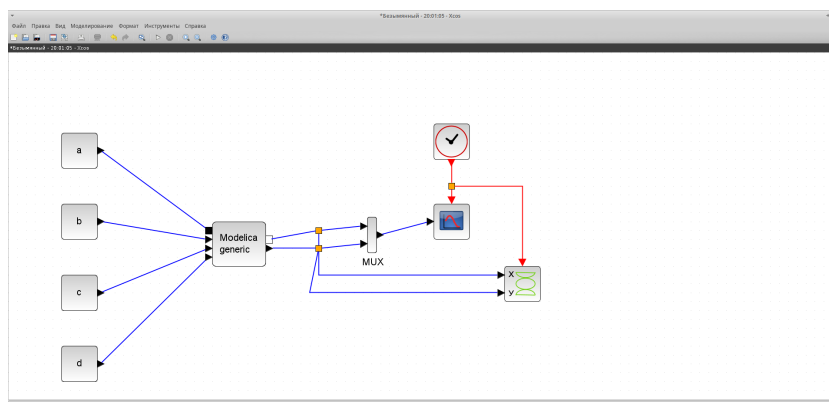 *Безымянный - 20:01:05 - Xcos
Файл Правка Вид Моделирование Формат Инструменты Справка
*Безымянный - 20:01:05 - Xcos
a
b
Modelica
generic
MUX
X
У
c
d